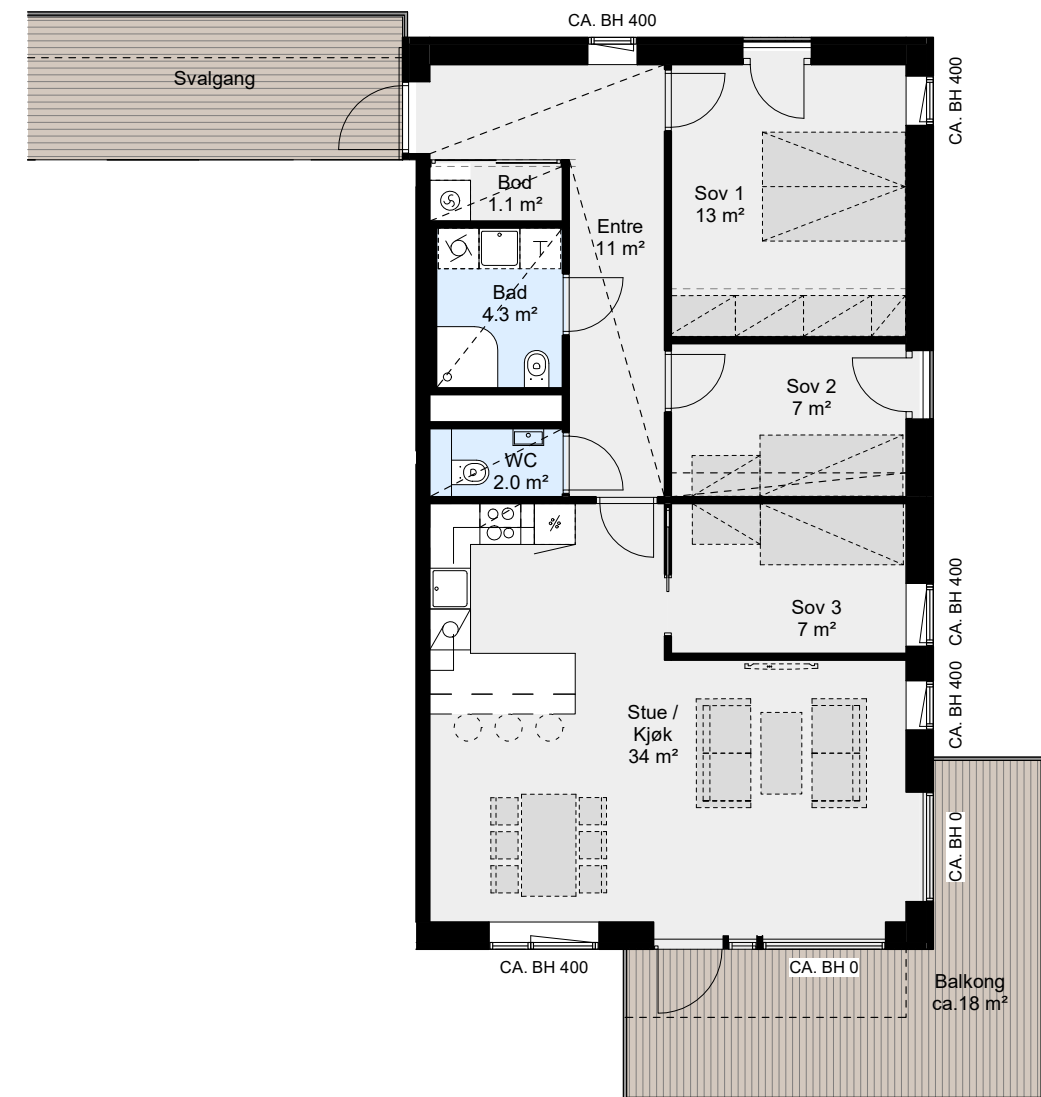 CA. BH 400
Svalgang
CA. BH 400
Bod
1.1 m²
Sov 1
13 m²
Entre
11 m²
Bad
4.3 m²
Sov 2
7 m²
WC
2.0 m²
CA. BH 400
Sov 3
7 m²
CA. BH 400
Stue /
Kjøk
34 m²
CA. BH 0
CA. BH 400
CA. BH 0
Balkong
ca.18 m²